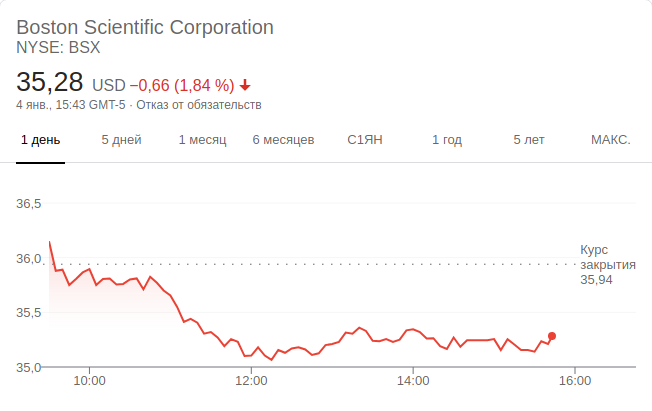 Boston Scientific Corporation
NYSE: BSX
35,28 USD −0,66 (1,84 %)
4 янв., 15:43 GMT-5 · Отказ от обязательств
1 день 5 дней 1 месяц 6 месяцев С1ЯН 1 год 5 лет МАКС.
36,5
36,0
35,5
35,0
Курс
закрытия
35,94
10:00 12:00 14:00 16:00